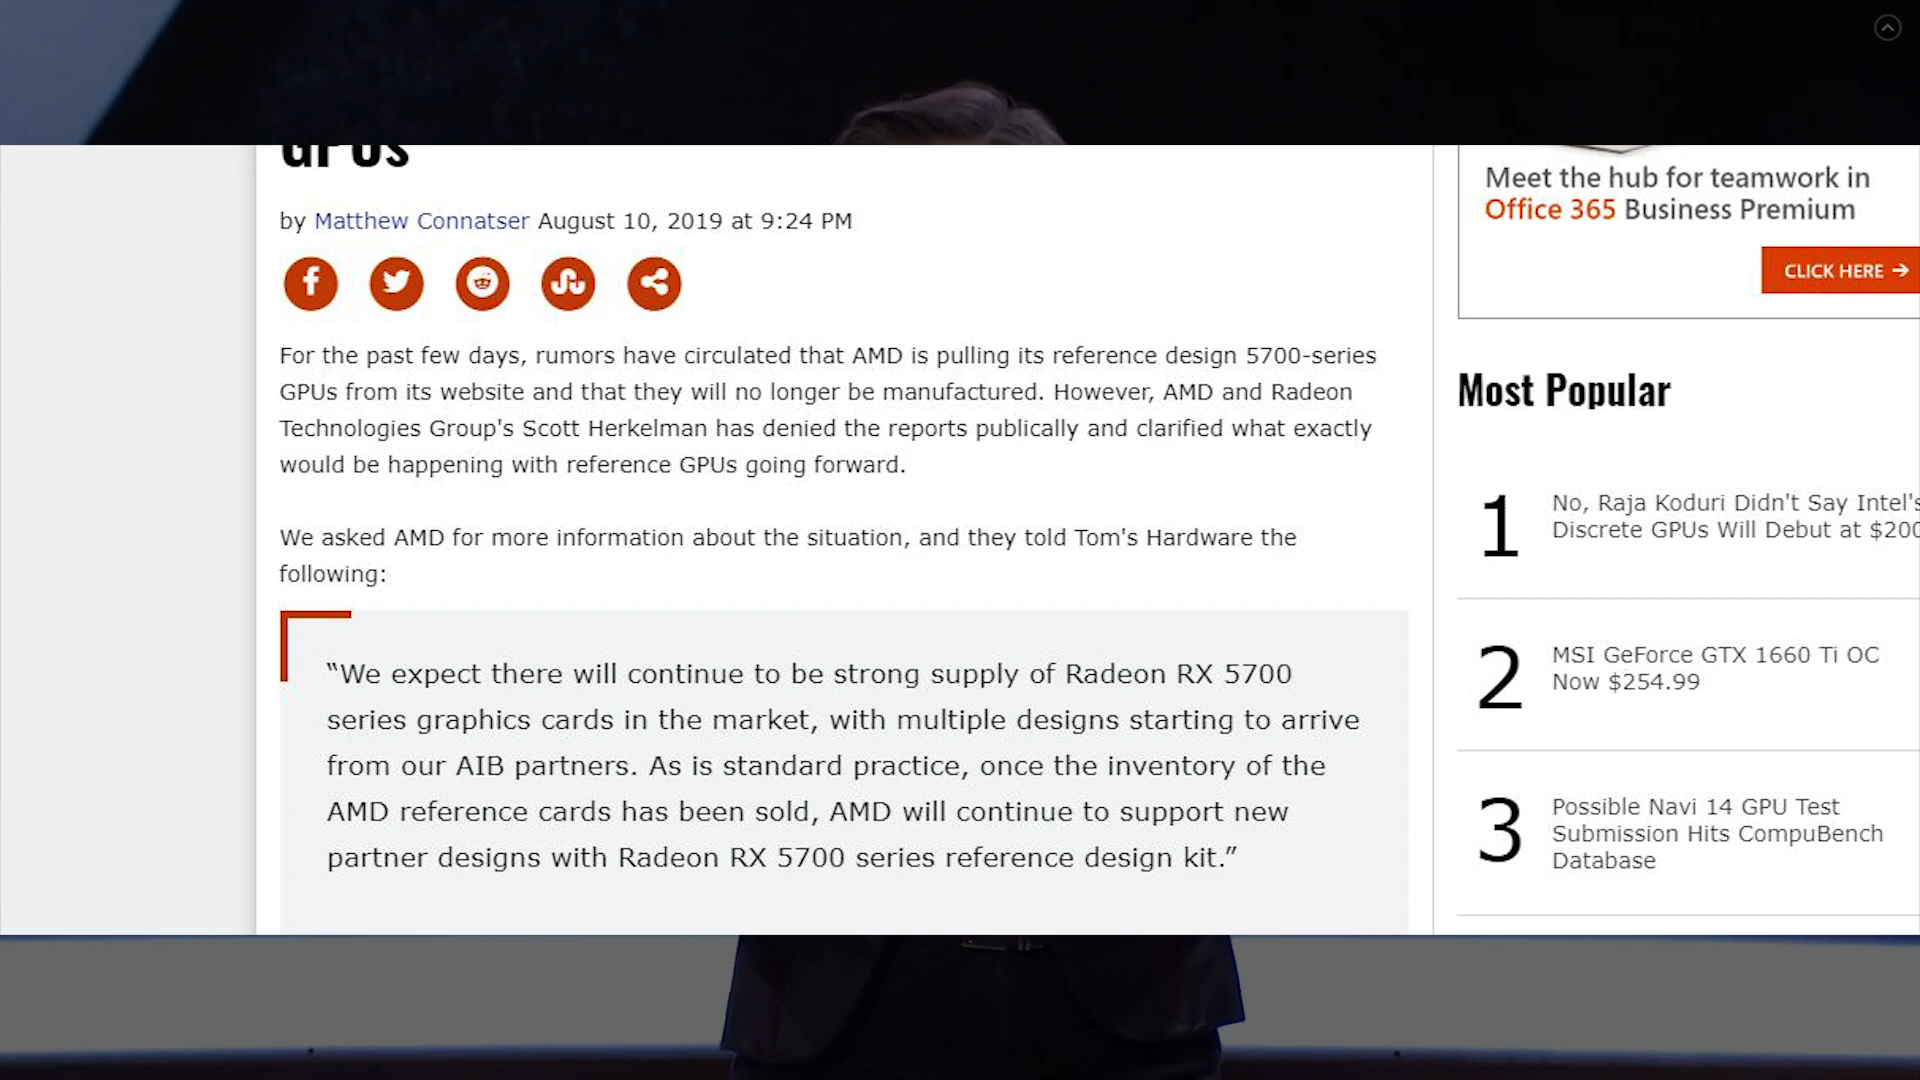 GPUs
by Matthew Connatser August 10, 2019 at 9:24 PM
For the past few days, rumors have circulated that AMD is pulling its reference design 5700-series
GPUs from its website and that they will no longer be manufactured. However, AMD and Radeon
Technologies Group's Scott Herkelman has denied the reports publically and clarified what exactly
would be happening with reference GPUs going forward.
We asked AMD for more information about the situation, and they told Tom's Hardware the
following:
“We expect there will continue to be strong supply of Radeon RX 5700
series graphics cards in the market, with multiple designs starting to arrive
from our AIB partners. As is standard practice, once the inventory of the
AMD reference cards has been sold, AMD will continue to support new
partner designs with Radeon RX 5700 series reference design kit.”
Meet the hub for teamwork in
Office 365 Business Premium
CLICK HERE →
Most Popular
1
No, Raja Koduri Didn't Say Intel's
Discrete GPUs Will Debut at $200
2
MSI GeForce GTX 1660 Ti OC
Now $254.99
3
Possible Navi 14 GPU Test
Submission Hits CompuBench
Database